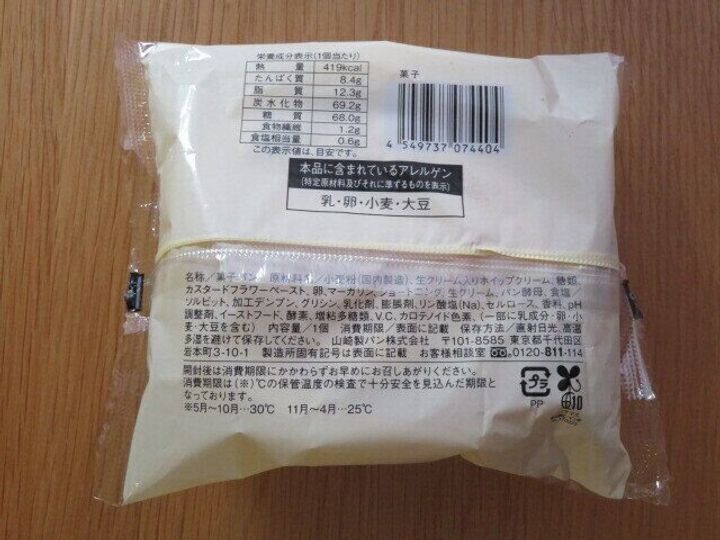 栄養成分表示(1個当たり)
熱量 419kcal
たんぱく質 8.4g
脂質 12.3g
炭水化物 69.2g
糖質 68.0g
食物繊維 1.2g
食塩相当量 0.6g
この表示値は、目安です。
菓子
4 549737 074404
本品に含まれているアレルゲン
(特定原材料及びそれに準ずるものを表示)
乳・卵・小麦・大豆
名称/菓子パン 原材料名/小麦粉(国内製造)、生クリーム入りホイップクリーム、糖類、
カスタードフラワーペースト、卵、マーガリン、ショートニング、生クリーム、パン酵母、食塩/
ソルビット、加工デンプン、グリシン、乳化剤、膨脹剤、リン酸塩(Na)、セルロース、香料、pH
調整剤、イーストフード、酵素、増粘多糖類、V.C、カロテノイド色素、(一部に乳成分・卵・小
麦・大豆を含む) 内容量/1個 消費期限/表面に記載 保存方法/直射日光、高温
多湿を避けて保存してください。 山崎製パン株式会社 〒101-8585 東京都千代田区
岩本町3-10-1 製造所固有記号は表面に記載 お客様相談室 0120-811-114
開封後は消費期限にかかわらずお早めにお召しあがりください。
消費期限は(※)℃の保管温度の検査で十分安全を見込んだ期限と
なっております。
※5月〜10月…30℃ 11月〜4月…25℃
プラ
PP